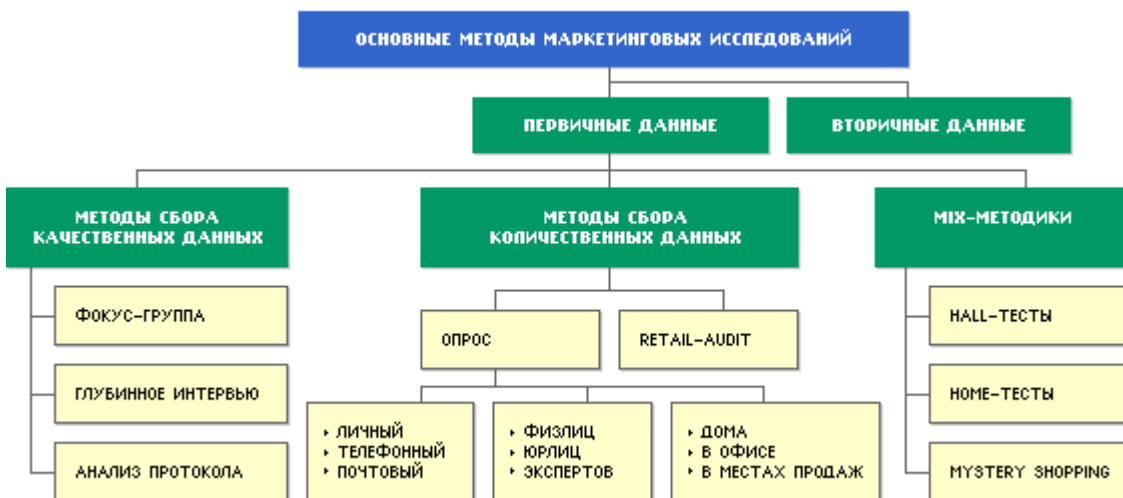 ОСНОВНЫЕ МЕТОДЫ МАРКЕТИНГОВЫХ ИССЛЕДОВАНИЙ
ПЕРВИЧНЫЕ ДАННЫЕ
ВТОРИЧНЫЕ ДАННЫЕ
МЕТОДЫ СБОРА
КАЧЕСТВЕННЫХ ДАННЫХ
ФОКУС-ГРУППА
ГЛУБИННОЕ ИНТЕРВЬЮ
АНАЛИЗ ПРОТОКОЛА
МЕТОДЫ СБОРА
КОЛИЧЕСТВЕННЫХ ДАННЫХ
ОПРОС
RETAIL-AUDIT
ЛИЧНЫЙ
ТЕЛЕФОННЫЙ
ПОЧТОВЫЙ
ФИЗЛИЦ
ЮРЛИЦ
ЭКСПЕРТОВ
ДОМА
В ОФИСЕ
В МЕСТАХ ПРОДАЖ
MIX-МЕТОДИКИ
HALL-ТЕСТЫ
HOME-ТЕСТЫ
MYSTERY SHOPPING